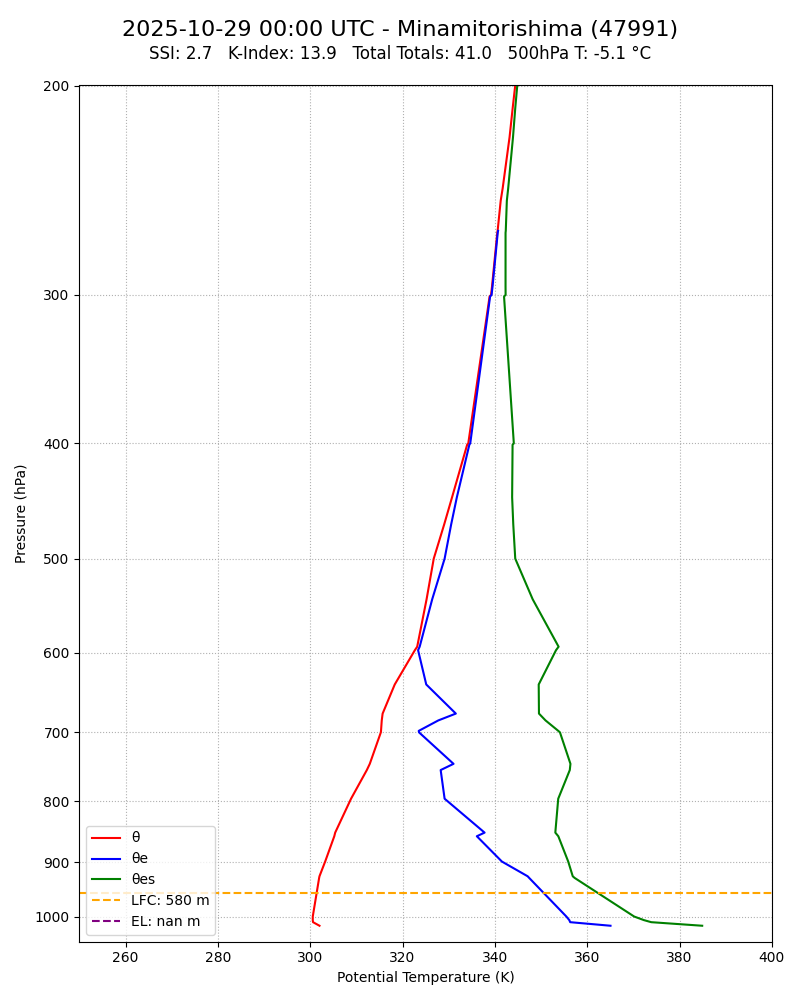 2025-10-29 00:00 UTC - Minamitorishima (47991)
SSI: 2.7   K-Index: 13.9   Total Totals: 41.0   500hPa T: -5.1 °C
200
300
400
500
600
700
800
900
1000
Pressure (hPa)
θ
θe
θes
LFC: 580 m
EL: nan m
260 280 300 320 340 360 380 400
Potential Temperature (K)